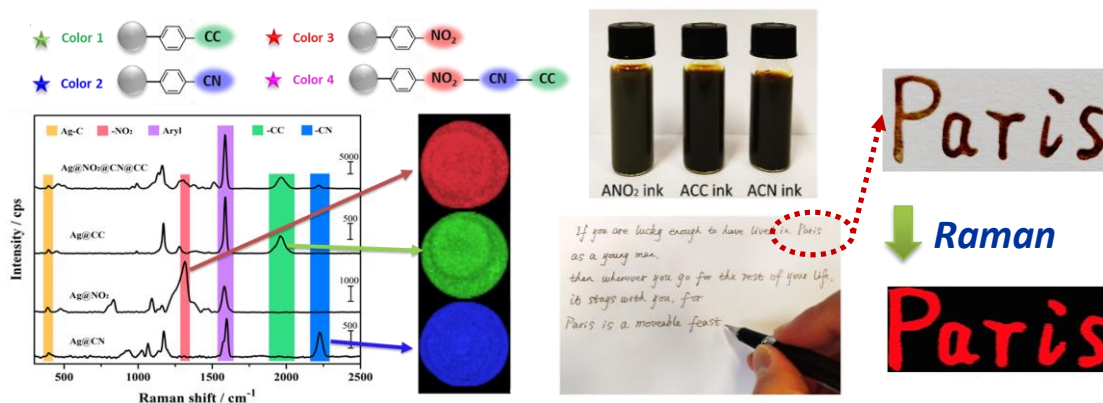 Color 1
CC
Color 3
NO₂
Color 2
CN
Color 4
NO₂
CN
CC
Ag-C
-NO₂
Aryl
-CC
-CN
Ag@NO₂@CN@CC
5000
Ag@CC
500
Ag@NO₂
1000
Ag@CN
500
Intensity / cps
500
1000
1500
2000
2500
Raman shift / cm⁻¹
ANO₂ ink
ACC ink
ACN ink
If you are lucky enough to have lived in Paris
as a young man,
then wherever you go for the rest of your life,
it stays with you, for
Paris is a moveable feast
Paris
Raman
Paris